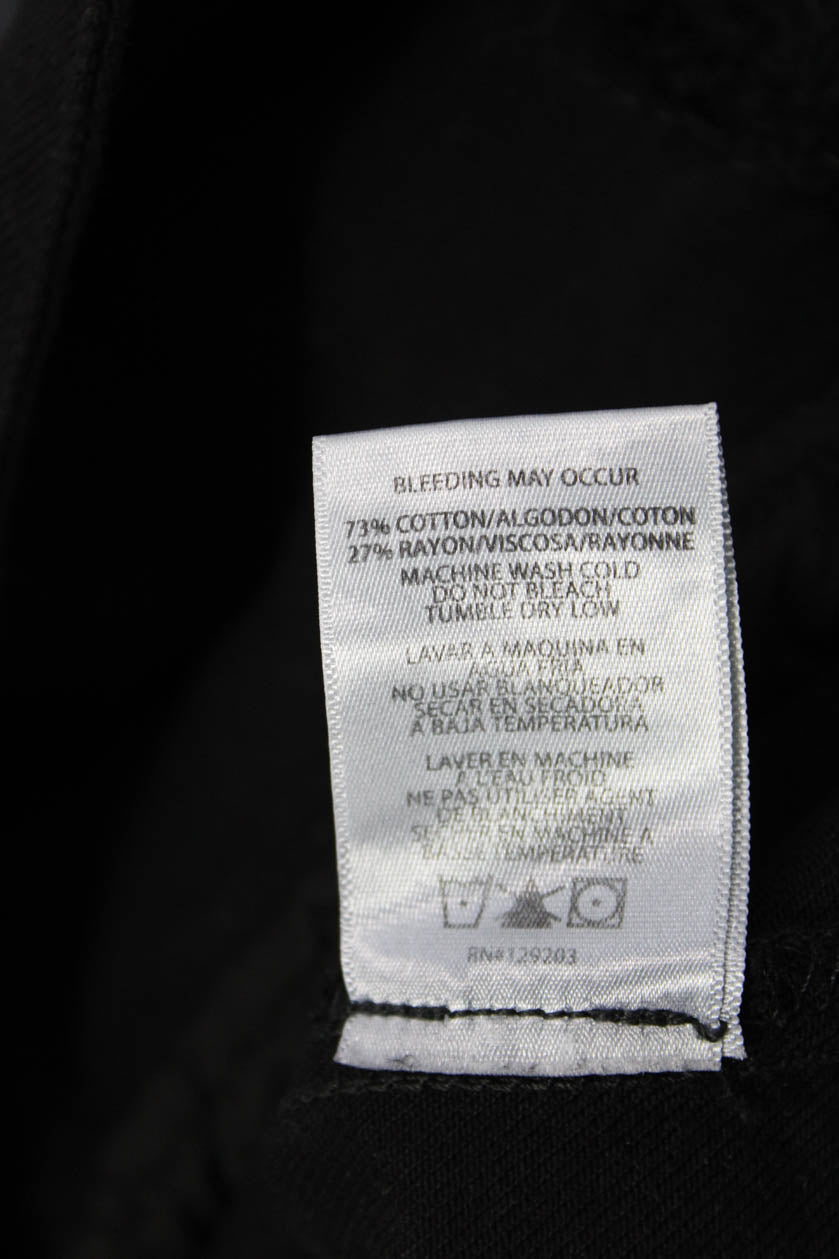 BLEEDING MAY OCCUR
73% COTTON/ALGODON/COTON
27% RAYON/VISCOSA/RAYONNE
MACHINE WASH COLD
DO NOT BLEACH
TUMBLE DRY LOW
LAVAR A MAQUINA EN
AGUA FRIA
NO USAR BLANQUEADOR
SECAR EN SECADORA
A BAJA TEMPERATURA
LAVER EN MACHINE
A L'EAU FROID
NE PAS UTILISER AGENT
DE BLANCHIMENT
SECHER EN MACHINE A
BASSE TEMPERATURE
RN#129203